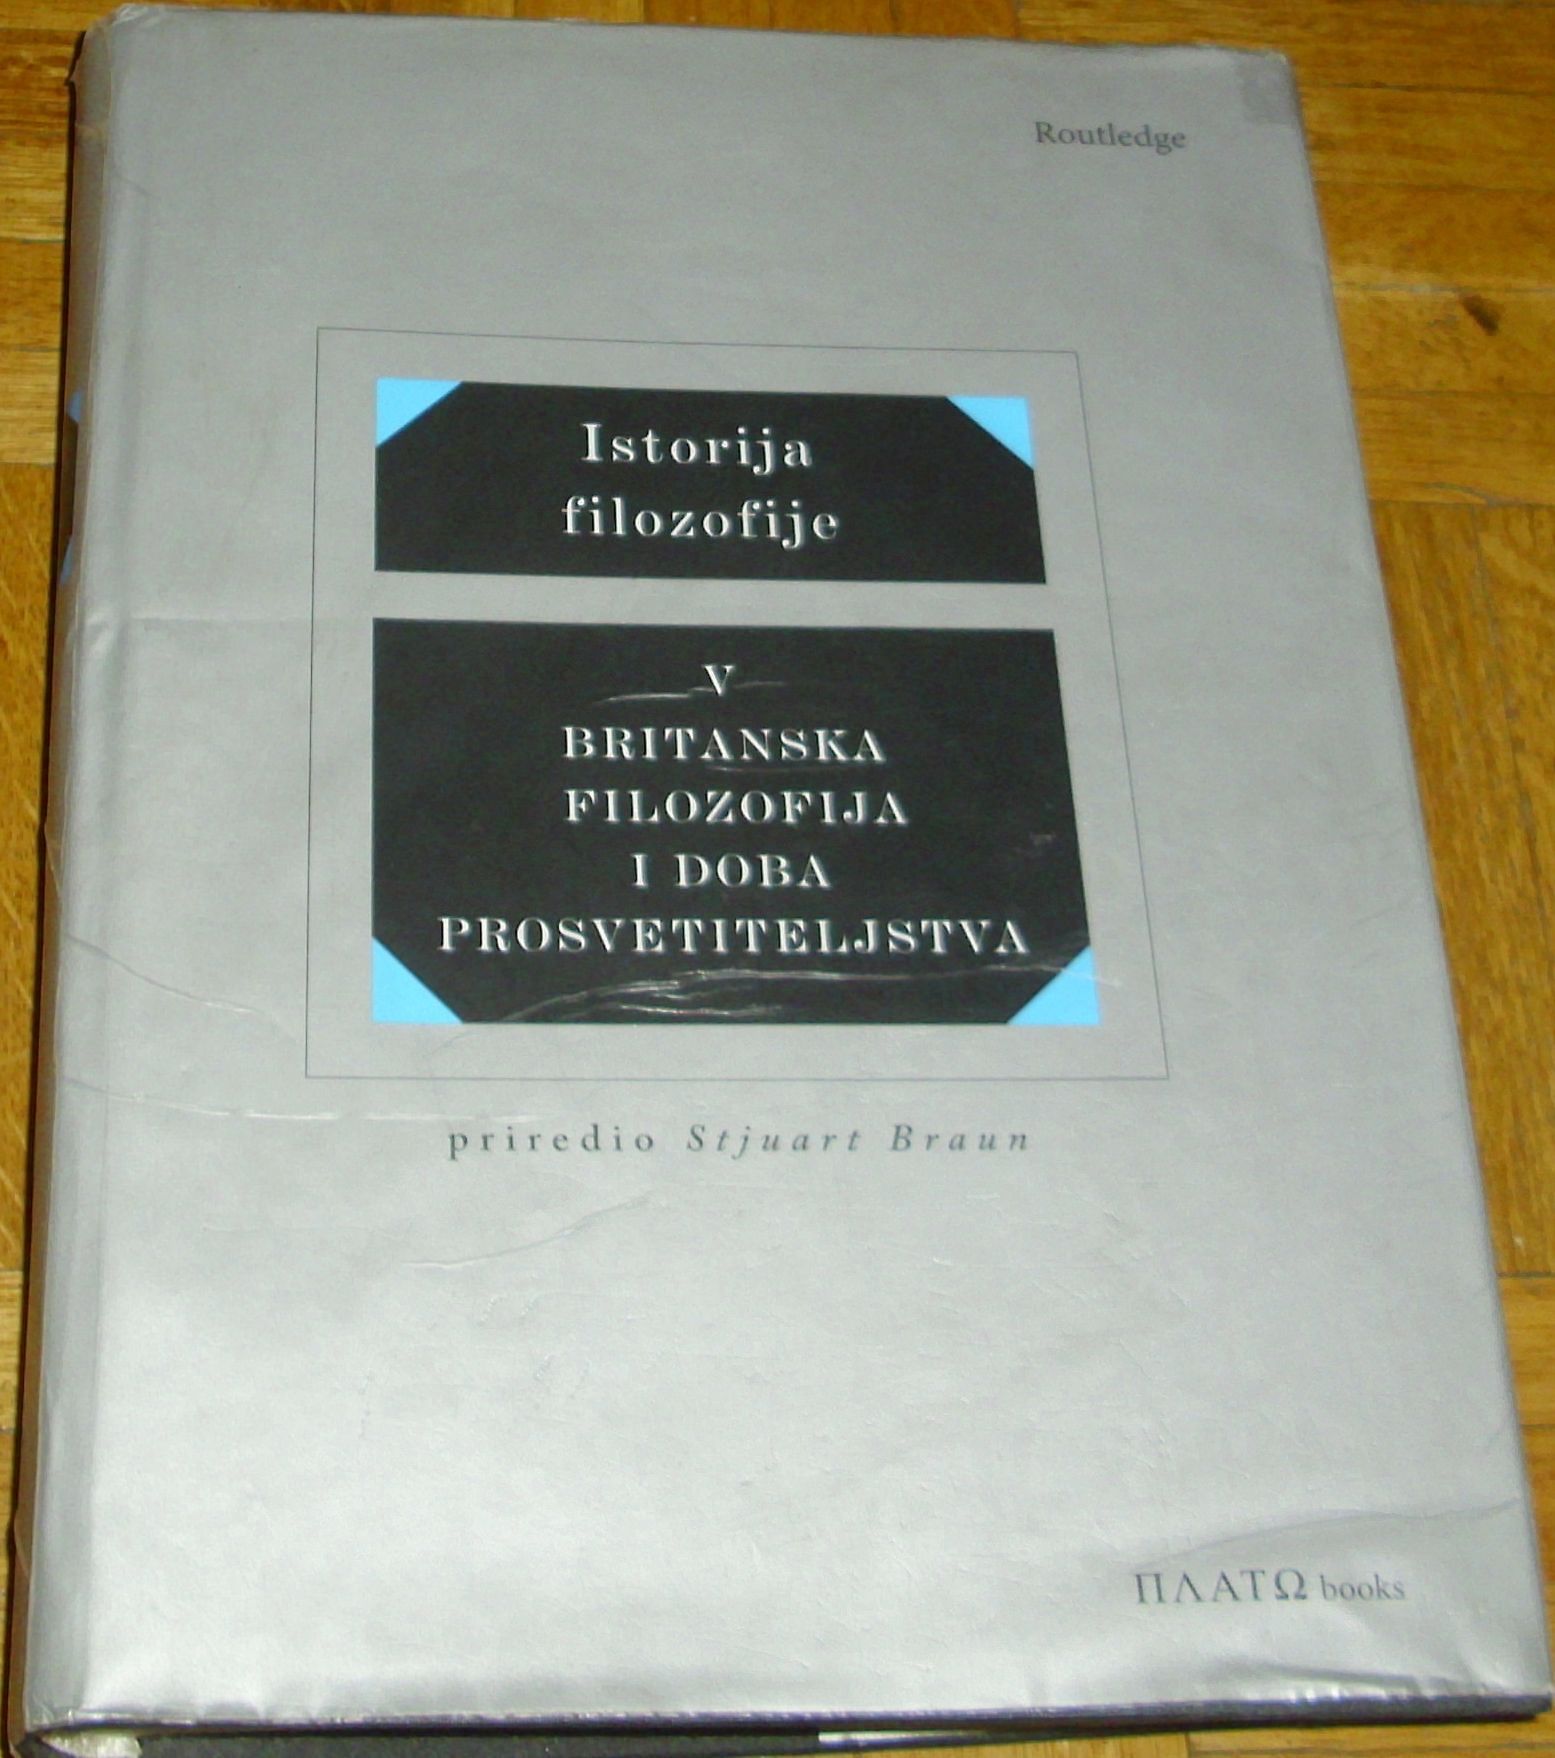 Routledge
Istorija
filozofije
V
BRITANSKA
FILOZOFIJA
I DOBA
PROSVETITELJSTVA
priredio Stjuart Braun
ΠΛΑΤΩ books